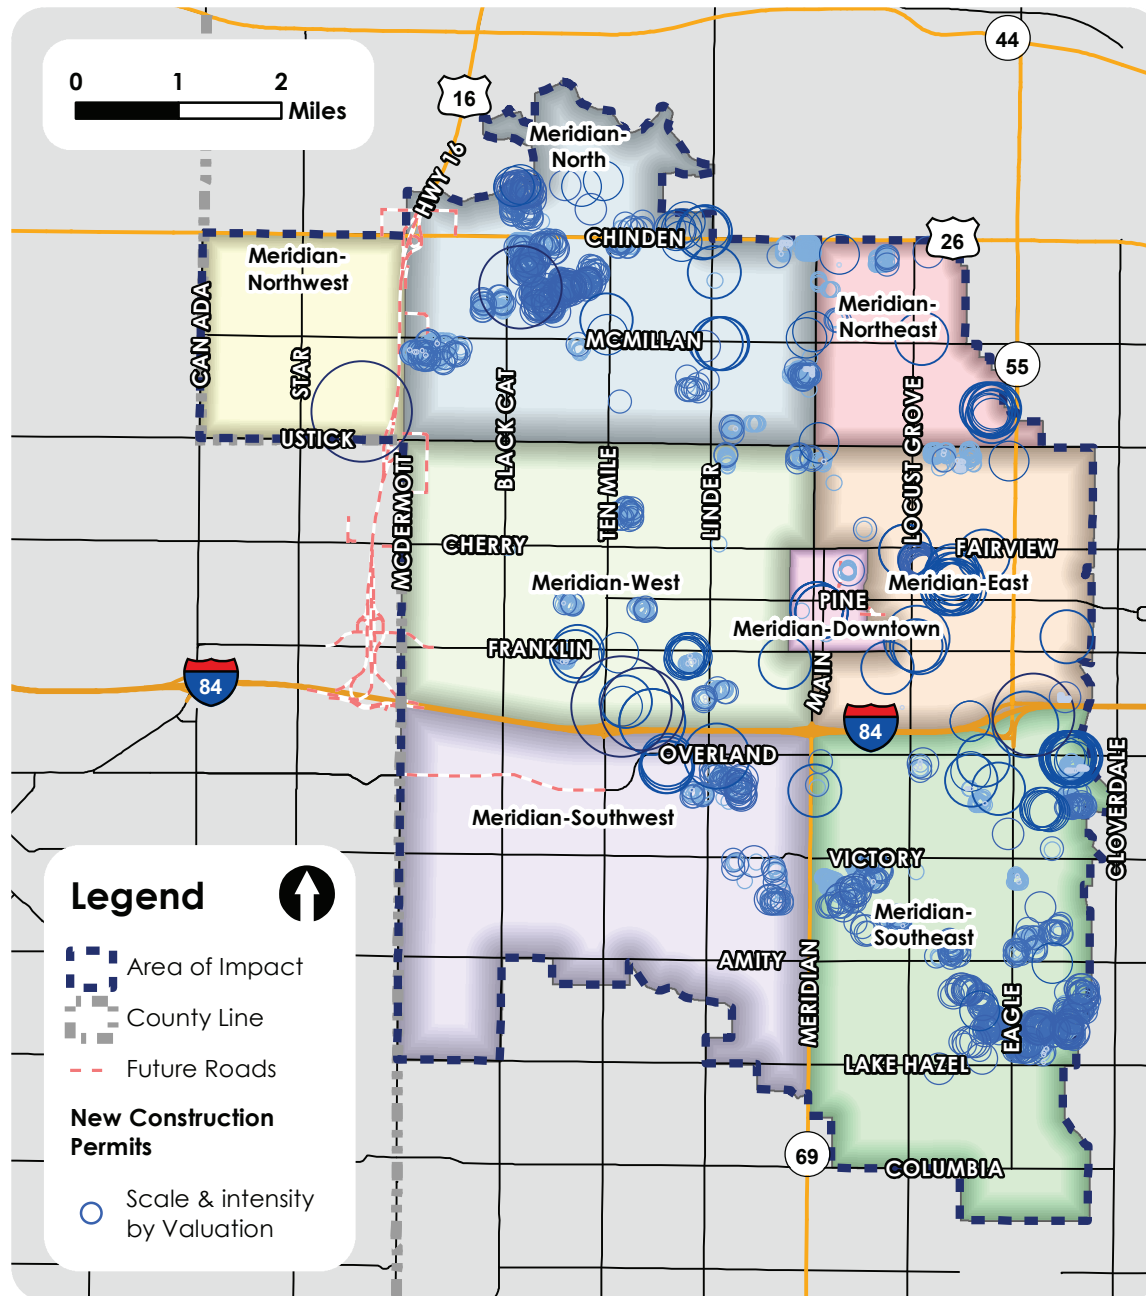 0 1 2
Miles
44
16
HWY 16
Meridian-
North
CHINDEN
26
Meridian-
Northwest
CAN ADA
STAR
USTICK
MCMILLAN
Meridian-
Northeast
55
BLACK CAT
TEN MILE
LINDER
LOCUST GROVE
MCDERMOTT
CHERRY
FAIRVIEW
Meridian-West
Meridian-East
PINE
Meridian-Downtown
FRANKLIN
MAIN
84
84
OVERLAND
CLOVERDALE
Meridian-Southwest
VICTORY
Meridian-
Southeast
AMITY
MERIDIAN
EAGLE
LAKE HAZEL
69
COLUMBIA
Legend
Area of Impact
County Line
Future Roads
New Construction
Permits
Scale & intensity
by Valuation